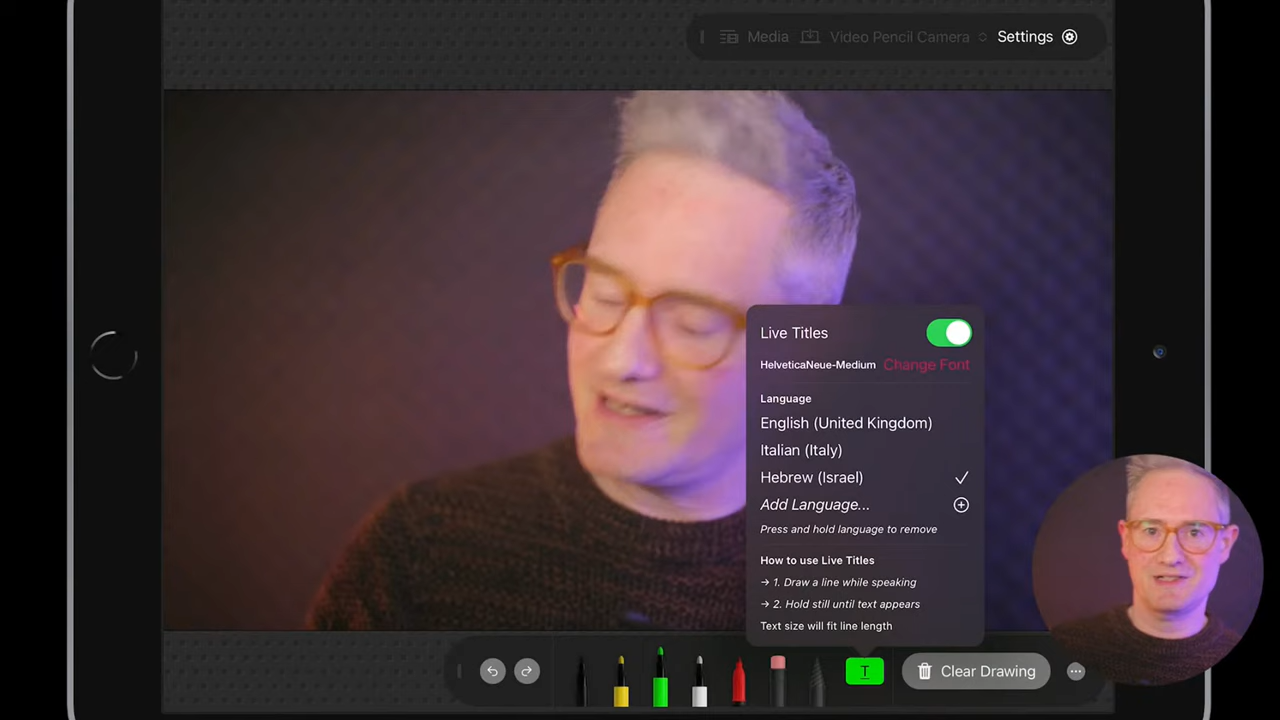 Media
Video Pencil Camera
Settings
Live Titles
HelveticaNeue-Medium Change Font
Language
English (United Kingdom)
Italian (Italy)
Hebrew (Israel)
Add Language...
Press and hold language to remove
How to use Live Titles
→ 1. Draw a line while speaking
→ 2. Hold still until text appears
Text size will fit line length
T
Clear Drawing